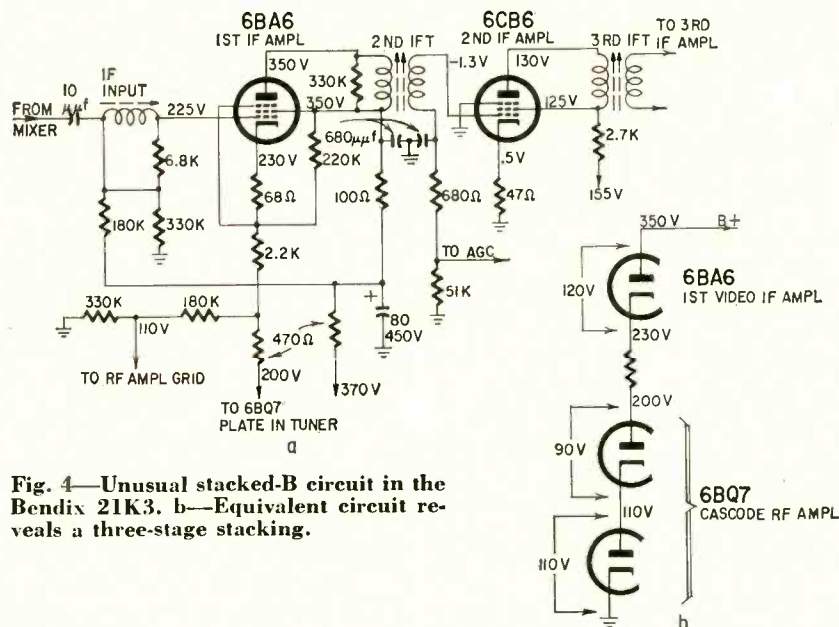 6BA6
1ST IF AMPL
6CB6
2ND IF AMPL
2ND IFT
3RD IFT
TO 3RD
IF AMPL
350V
330K
350V
-1.3V
130V
125V
10
μμf
IF
INPUT
FROM
MIXER
225V
6.8K
230V
680μμf
220K
.5V
2.7K
180K
330K
68Ω
100Ω
680Ω
47Ω
155V
2.2K
TO AGC
51K
330K
180K
110V
470Ω
80
450V
TO RF AMPL GRID
200V
370V
TO 6BQ7
PLATE IN TUNER
a
350V
B+
120V
6BA6
1ST VIDEO IF AMPL
230V
200V
90V
110V
6BQ7
CASCODE RF AMPL
110V
b
Fig. 4—Unusual stacked-B circuit in the
Bendix 21K3. b—Equivalent circuit re-
veals a three-stage stacking.